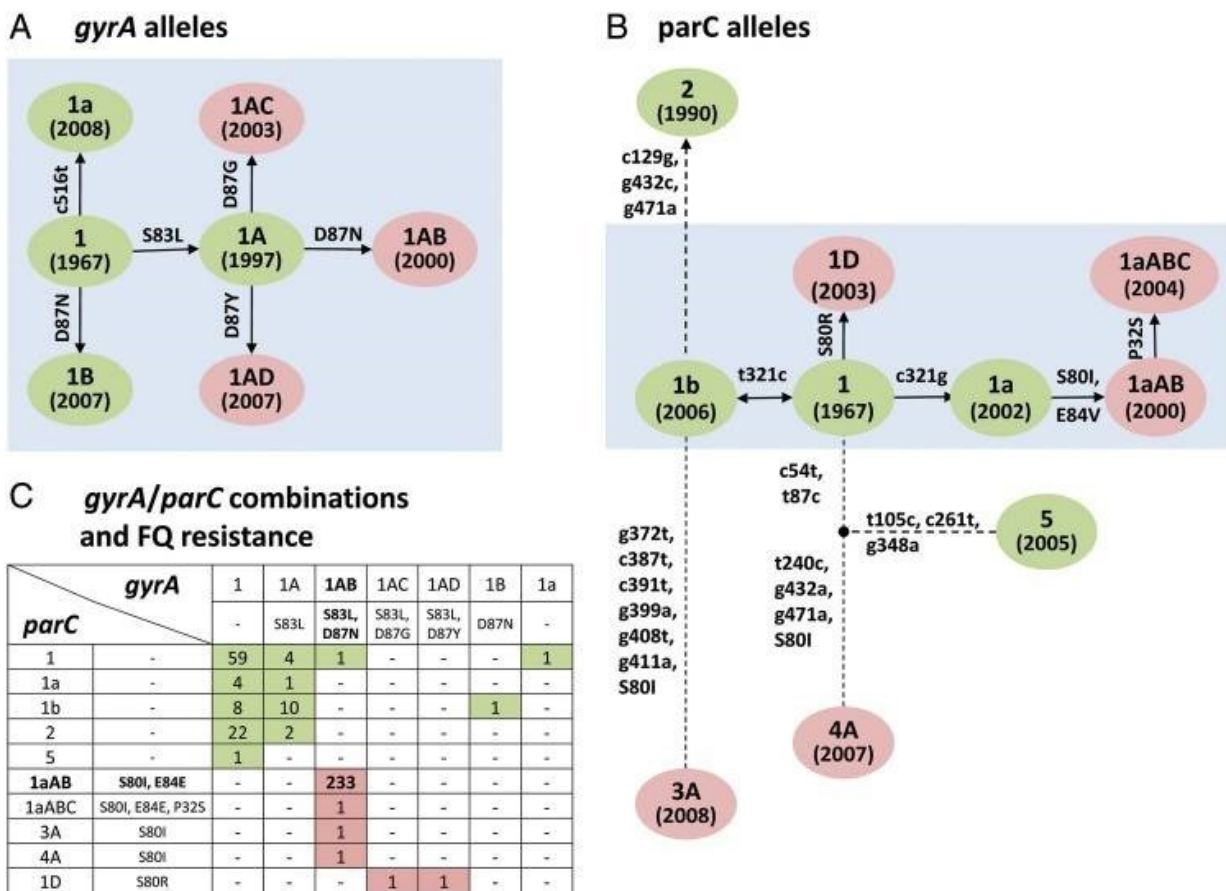 A gyrA alleles
1a
(2008)
1AC
(2003)
c516t
D87G
1
(1967)
S83L
1A
(1997)
D87N
1AB
(2000)
D87N
D87Y
1B
(2007)
1AD
(2007)
B parC alleles
2
(1990)
c129g,
g432c,
g471a
1D
(2003)
1aABC
(2004)
S80R
P32S
1b
(2006)
t321c
1
(1967)
c321g
1a
(2002)
S80I,
E84V
1aAB
(2000)
c54t,
t87c
t105c, c261t,
g348a
5
(2005)
g372t,
c387t,
c391t,
g399a,
g408t,
g411a,
S80I
t240c,
g432a,
g471a,
S80I
4A
(2007)
3A
(2008)
C gyrA/parC combinations
and FQ resistance
gyrA 1 1A 1AB 1AC 1AD 1B 1a
parC - S83L S83L, D87N S83L, D87G S83L, D87Y D87N -
1 - 59 4 1 - - - 1
1a - 4 1 - - - - -
1b - 8 10 - - - 1 -
2 - 22 2 - - - - -
5 - 1 - - - - - -
1aAB S80I, E84E - - 233 - - - -
1aABC S80I, E84E, P32S - - 1 - - - -
3A S80I - - 1 - - - -
4A S80I - - 1 - - - -
1D S80R - - - 1 1 - -